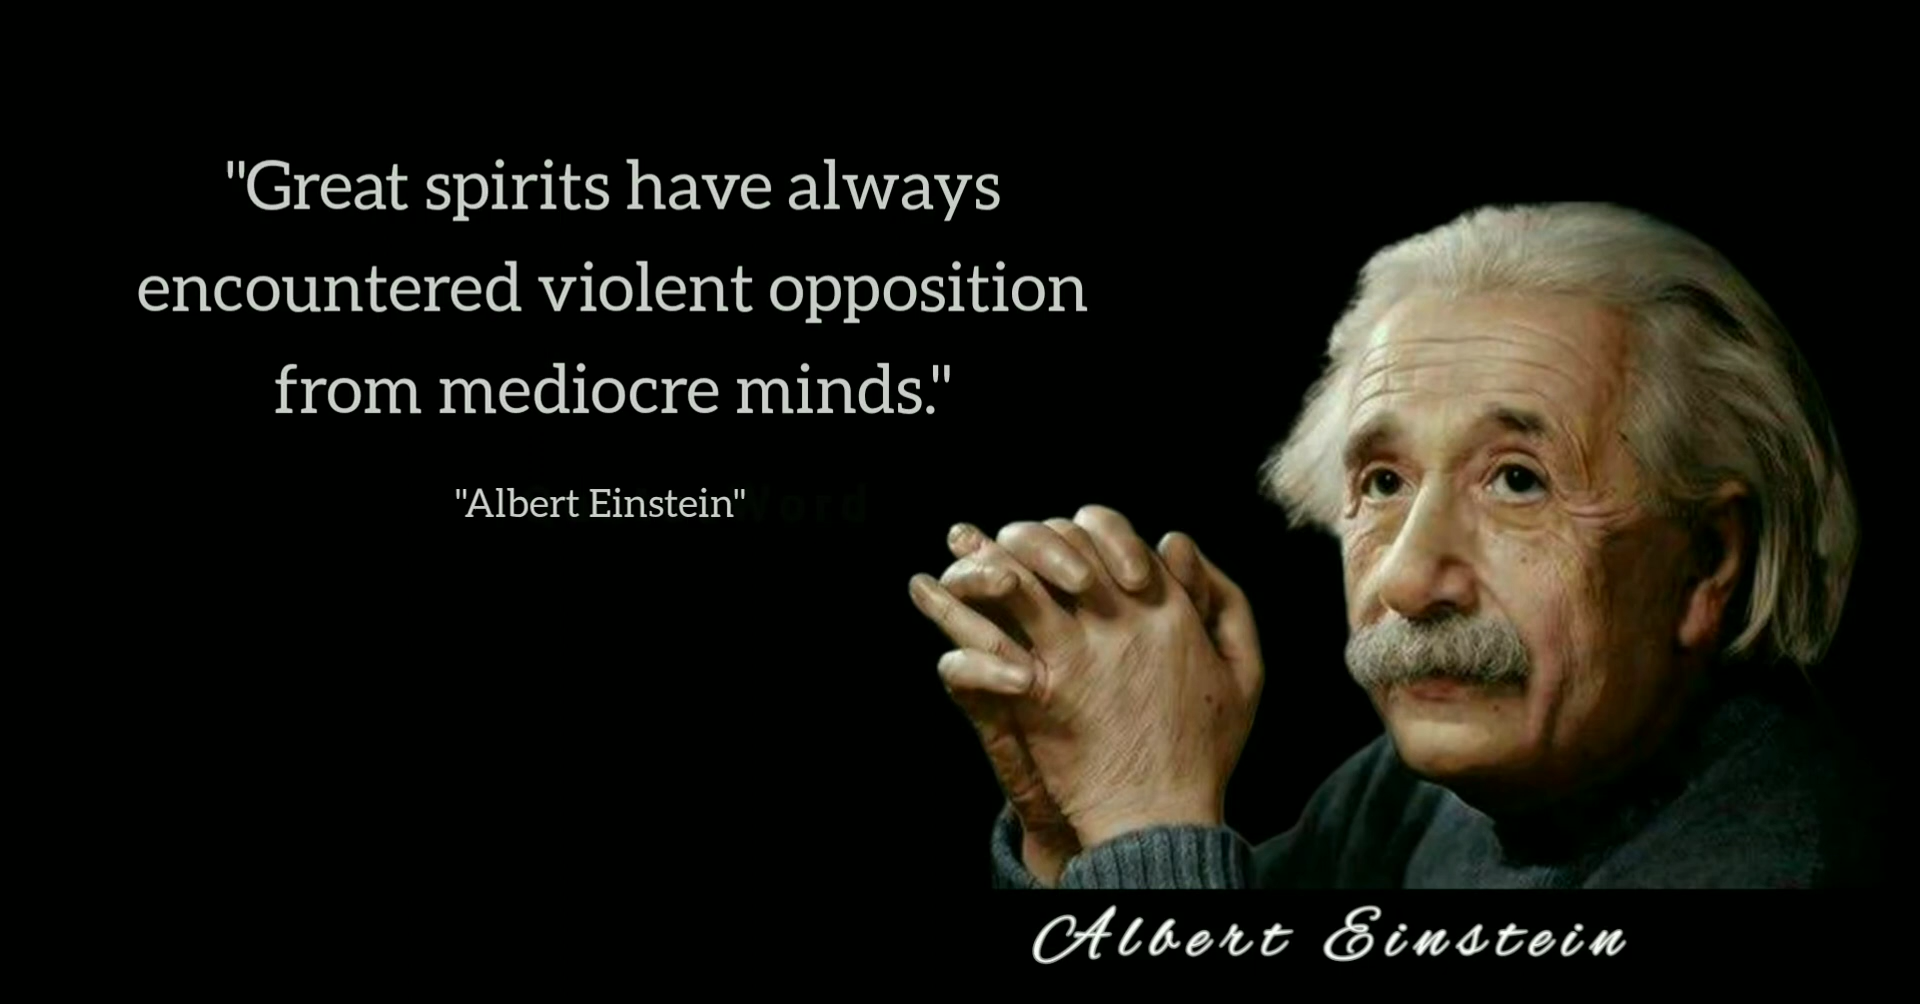 "Great spirits have always
encountered violent opposition
from mediocre minds."
"Albert Einstein"
Albert Einstein